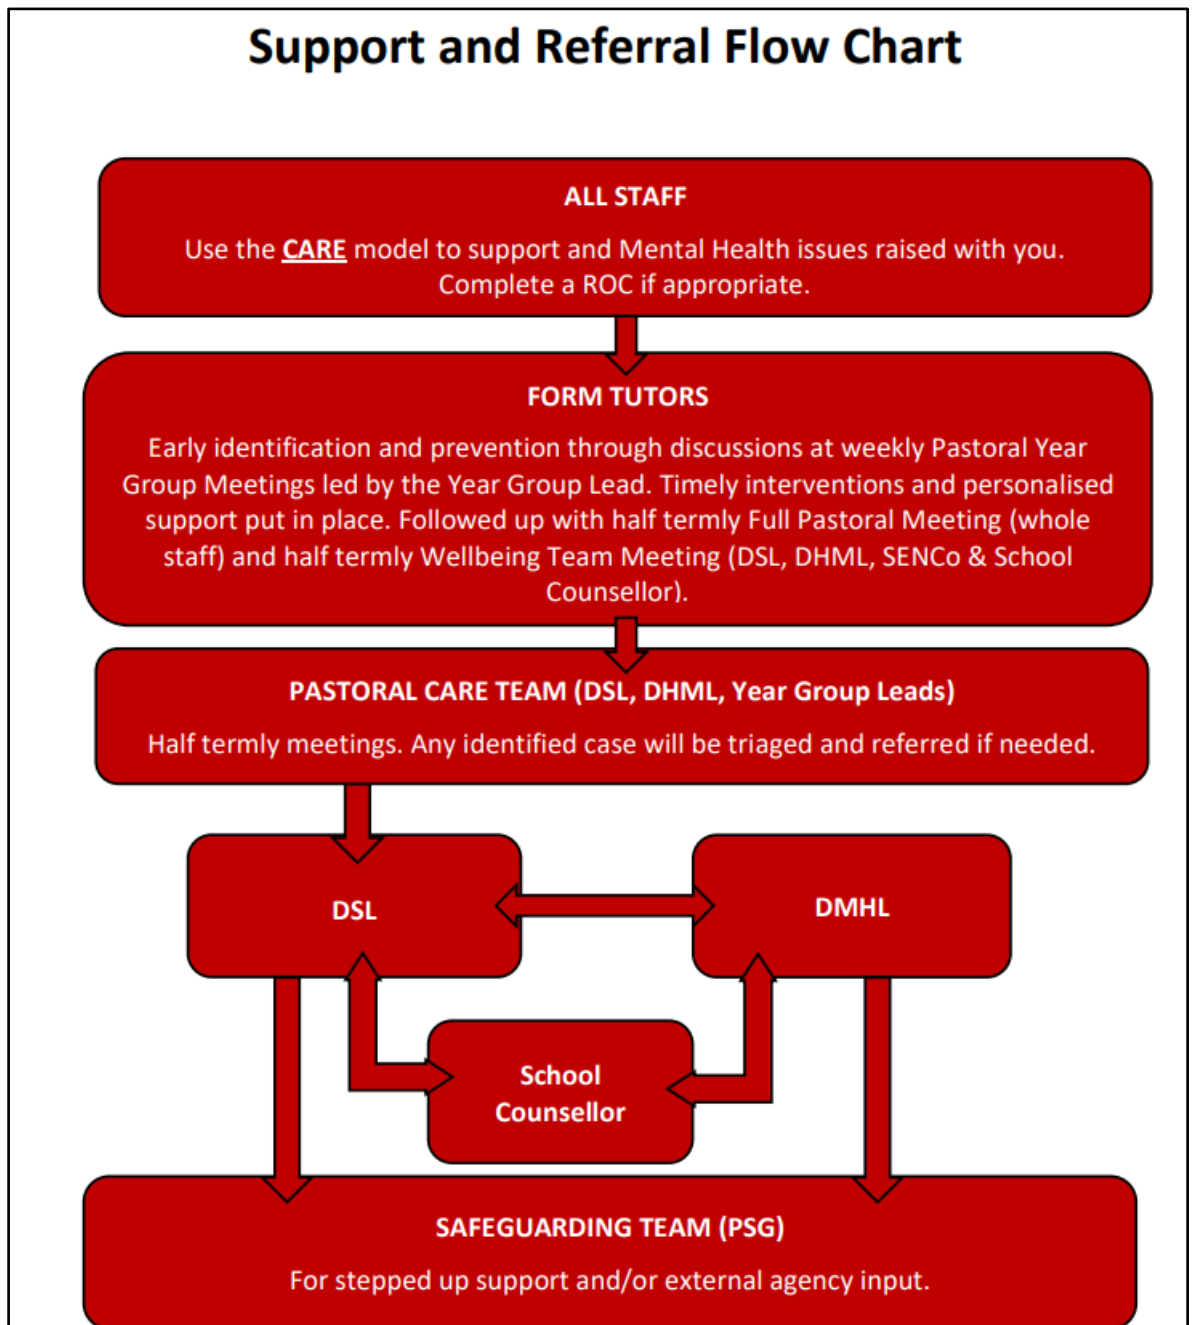 Support and Referral Flow Chart
ALL STAFF
Use the CARE model to support and Mental Health issues raised with you.
Complete a ROC if appropriate.
FORM TUTORS
Early identification and prevention through discussions at weekly Pastoral Year
Group Meetings led by the Year Group Lead. Timely interventions and personalised
support put in place. Followed up with half termly Full Pastoral Meeting (whole
staff) and half termly Wellbeing Team Meeting (DSL, DHML, SENCo & School
Counsellor).
PASTORAL CARE TEAM (DSL, DHML, Year Group Leads)
Half termly meetings. Any identified case will be triaged and referred if needed.
DSL
DMHL
School
Counsellor
SAFEGUARDING TEAM (PSG)
For stepped up support and/or external agency input.